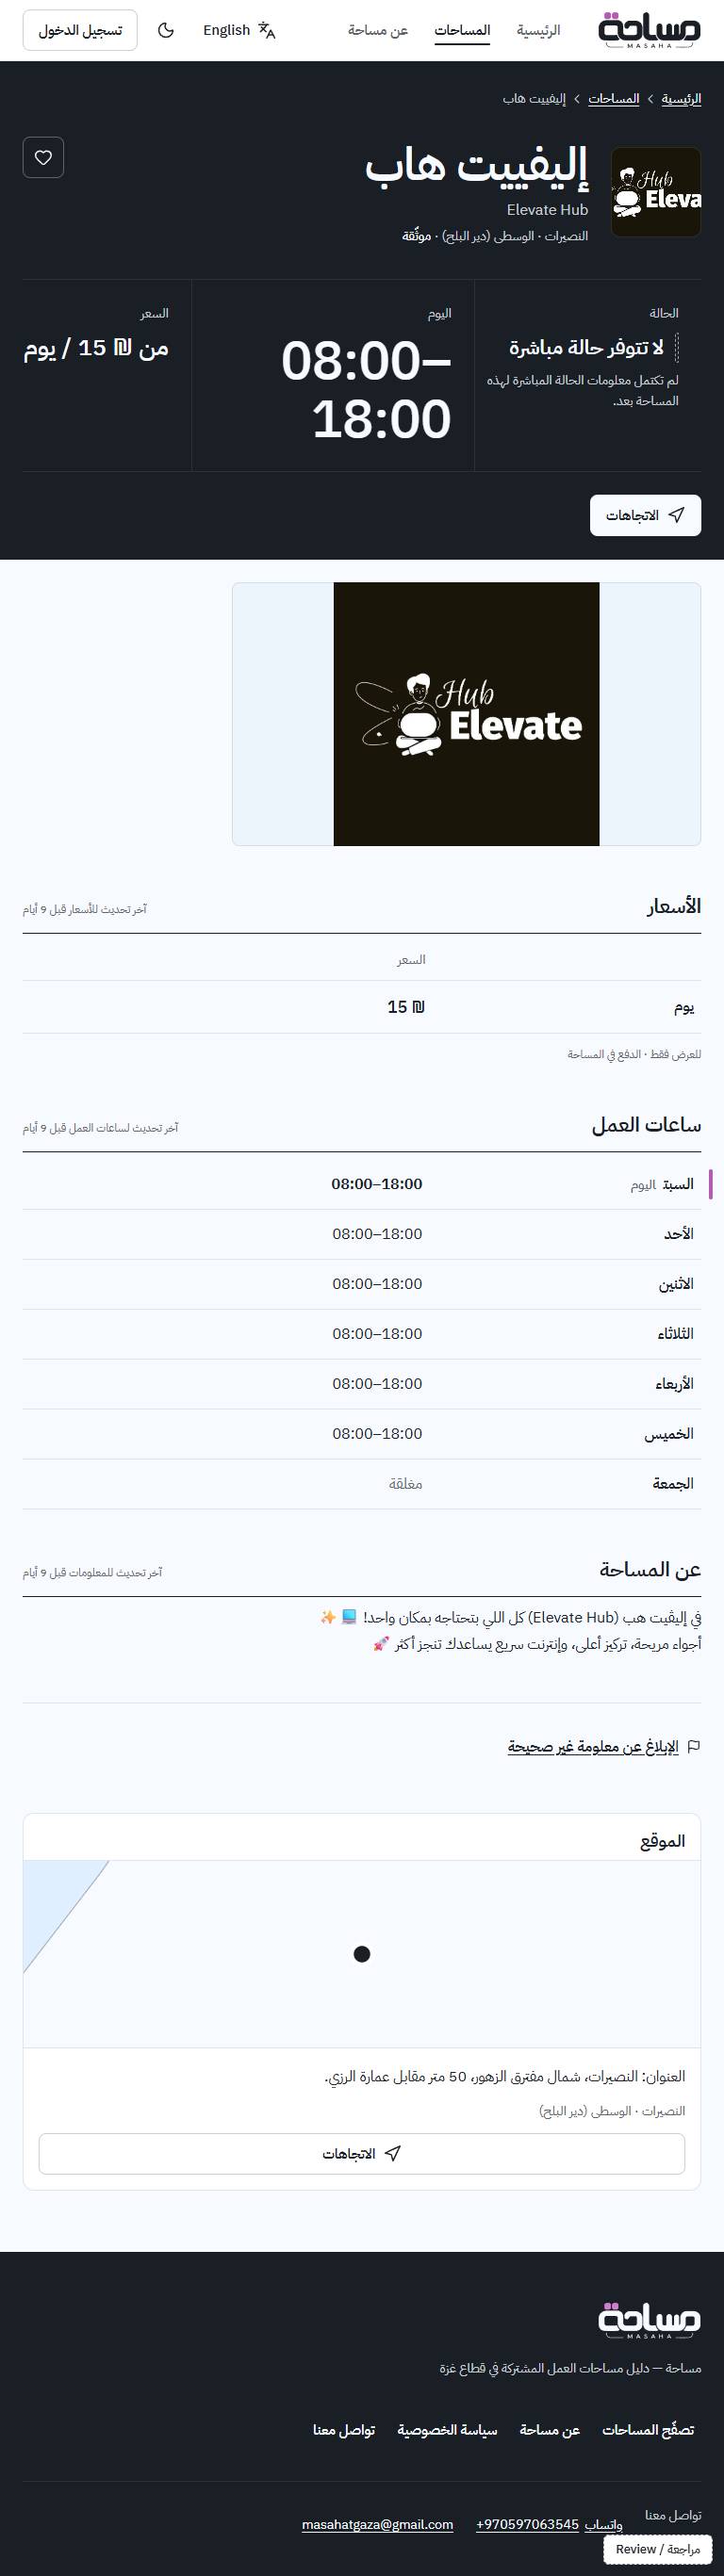 مساحة
MASAHA
الرئيسية
المساحات
عن مساحة
English
تسجيل الدخول
الرئيسية
المساحات
إليفييت هاب
Hub
Eleva
إليفييت هاب
Elevate Hub
النصيرات · الوسطى (دير البلح) · موثّقة
الحالة
لا تتوفر حالة مباشرة
لم تكتمل معلومات الحالة المباشرة لهذه
المساحة بعد.
اليوم
08:00–
18:00
السعر
من ₪ 15 / يوم
الاتجاهات
Hub
Elevate
الأسعار
آخر تحديث للأسعار قبل 9 أيام
السعر
يوم
₪ 15
للعرض فقط · الدفع في المساحة
ساعات العمل
آخر تحديث لساعات العمل قبل 9 أيام
السبت اليوم
08:00–18:00
الأحد
08:00–18:00
الاثنين
08:00–18:00
الثلاثاء
08:00–18:00
الأربعاء
08:00–18:00
الخميس
08:00–18:00
الجمعة
مغلقة
عن المساحة
آخر تحديث للمعلومات قبل 9 أيام
في إليڤيت هب (Elevate Hub) كل اللي بتحتاجه بمكان واحد! 💻 ✨
أجواء مريحة، تركيز أعلى، وإنترنت سريع يساعدك تنجز أكثر 🚀
الإبلاغ عن معلومة غير صحيحة
الموقع
العنوان: النصيرات، شمال مفترق الزهور، 50 متر مقابل عمارة الرزي.
النصيرات · الوسطى (دير البلح)
الاتجاهات
مساحة
MASAHA
مساحة — دليل مساحات العمل المشتركة في قطاع غزة
تصفّح المساحات
عن مساحة
سياسة الخصوصية
تواصل معنا
تواصل معنا
واتساب +970597063545
masahatgaza@gmail.com
مراجعة / Review